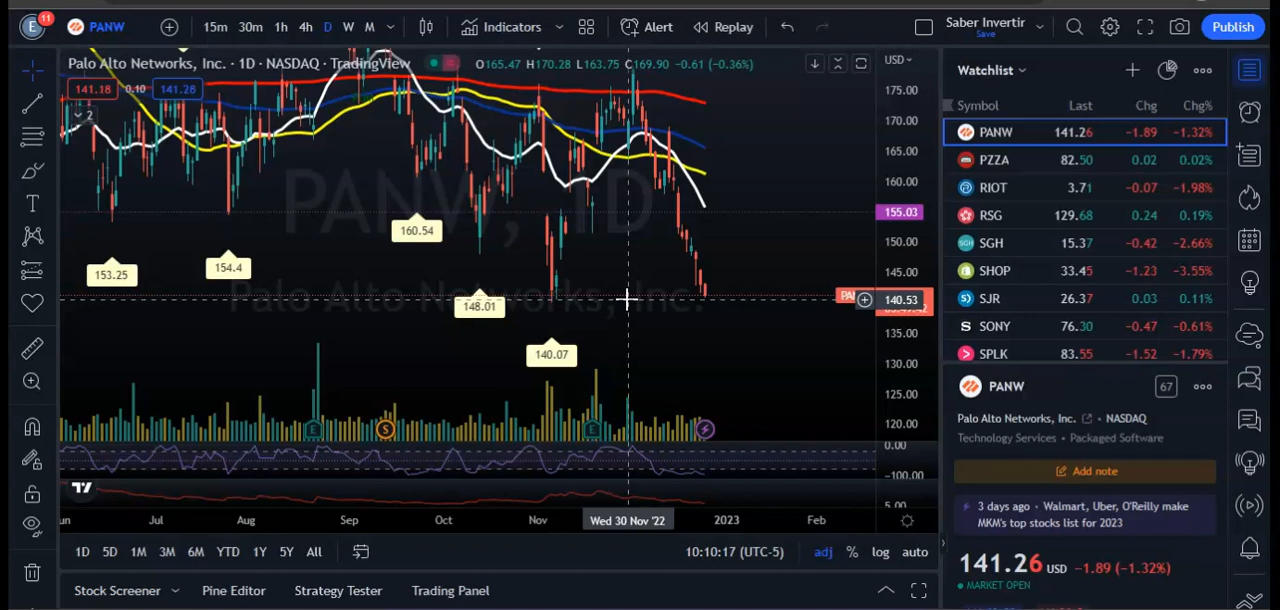 E 11 PANW 15m 30m 1h 4h D W M Indicators Alert Replay Saber Invertir Save Publish
Palo Alto Networks, Inc. · 1D · NASDAQ · TradingView O165.47 H170.28 L163.75 C169.90 −0.61 (−0.36%) USD
141.18 0.10 141.28
2
PANW, 1D
Palo Alto Networks, Inc.
153.25
154.4
160.54
148.01
140.07
175.00
170.00
165.00
160.00
155.03
150.00
145.00
140.53
135.00
130.00
125.00
120.00
0.00
−100.00
5.00
E S E
Jul Aug Sep Oct Nov Wed 30 Nov '22 2023 Feb
1D 5D 1M 3M 6M YTD 1Y 5Y All 10:10:17 (UTC-5) adj % log auto
Stock Screener Pine Editor Strategy Tester Trading Panel
Watchlist
Symbol Last Chg Chg%
PANW 141.26 −1.89 −1.32%
PZZA 82.50 0.02 0.02%
RIOT 3.71 −0.07 −1.98%
RSG 129.68 0.24 0.19%
SGH 15.37 −0.42 −2.66%
SHOP 33.45 −1.23 −3.55%
SJR 26.37 0.03 0.11%
SONY 76.30 −0.47 −0.61%
SPLK 83.55 −1.52 −1.79%
PANW 67
Palo Alto Networks, Inc. • NASDAQ
Technology Services • Packaged Software
Add note
3 days ago • Walmart, Uber, O'Reilly make
MKM's top stocks list for 2023
141.26 USD −1.89 (−1.32%)
MARKET OPEN